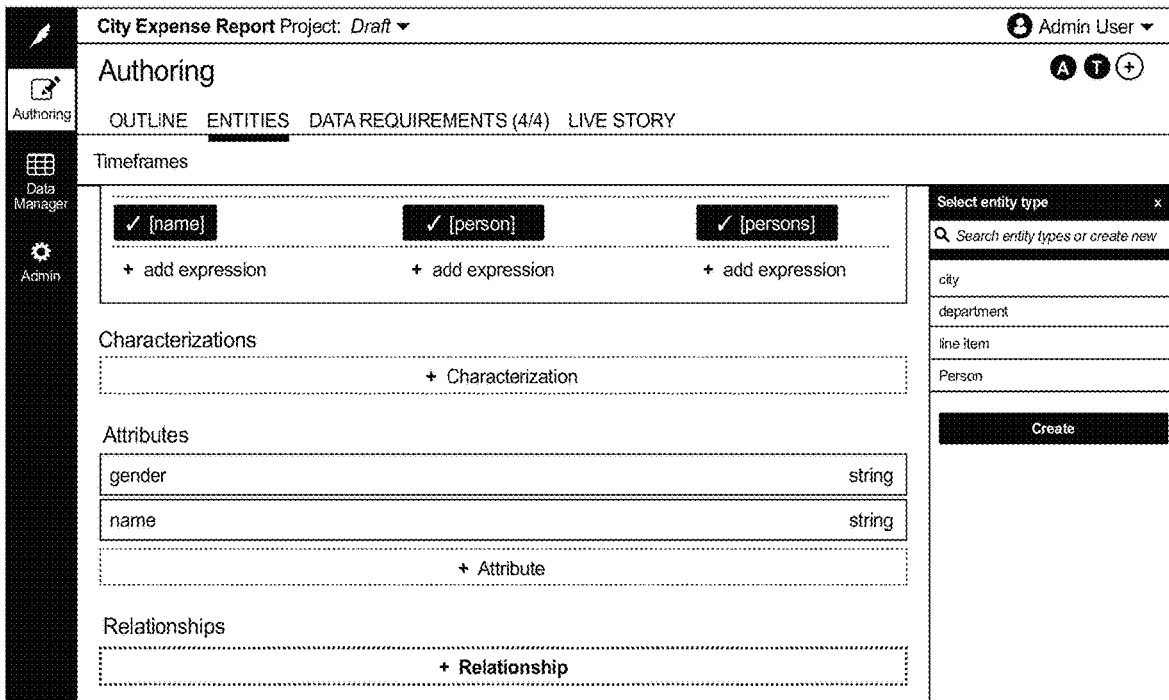 City Expense Report Project: Draft
Admin User
Authoring
A T +
Authoring
OUTLINE ENTITIES DATA REQUIREMENTS (4/4) LIVE STORY
Timeframes
Data
Manager
Admin
✓ [name] ✓ [person] ✓ [persons]
+ add expression + add expression + add expression
Characterizations
+ Characterization
Attributes
gender string
name string
+ Attribute
Relationships
+ Relationship
Select entity type x
Search entity types or create new
city
department
line item
Person
Create